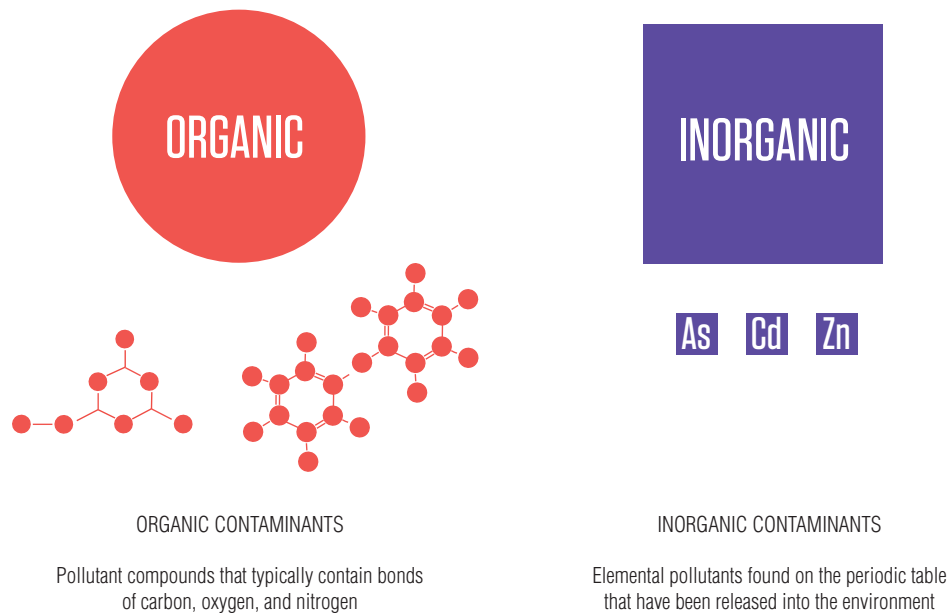 ORGANIC
INORGANIC
As Cd Zn
ORGANIC CONTAMINANTS
Pollutant compounds that typically contain bonds
of carbon, oxygen, and nitrogen
INORGANIC CONTAMINANTS
Elemental pollutants found on the periodic table
that have been released into the environment